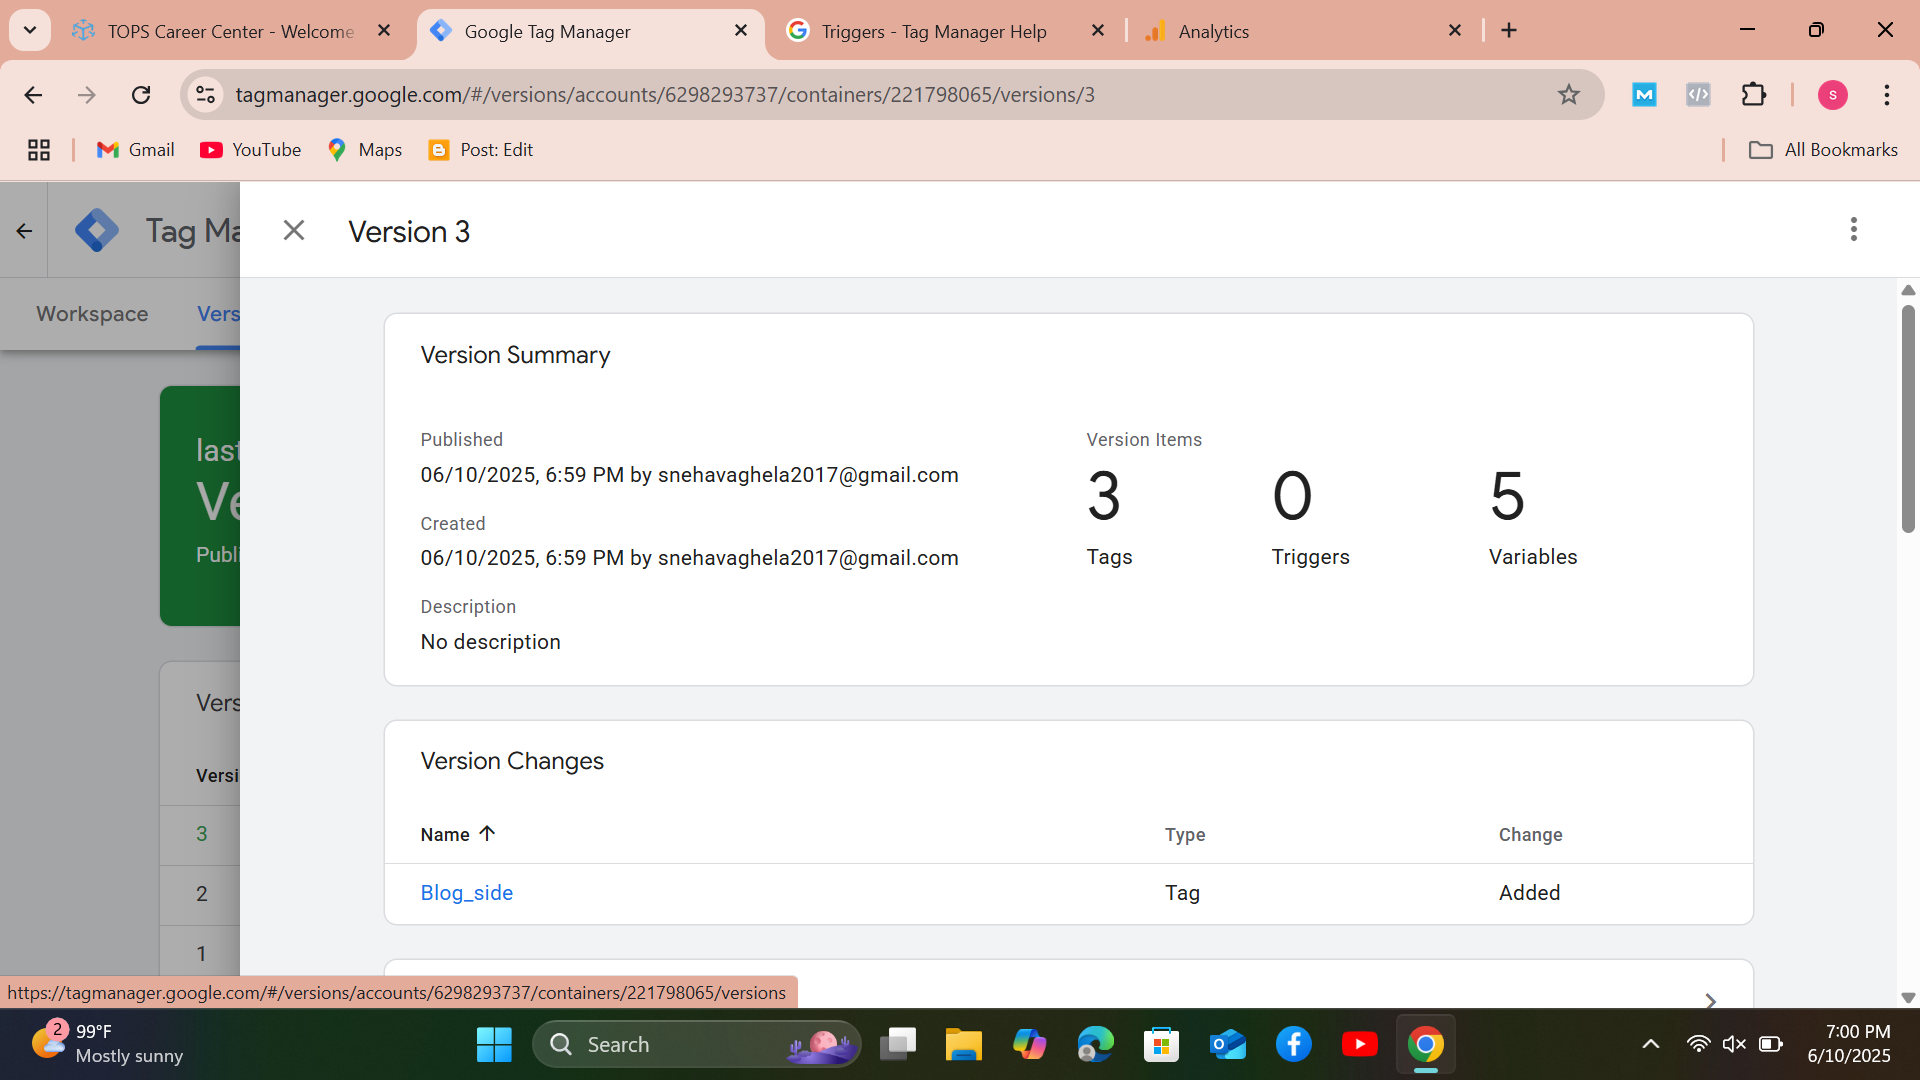 TOPS Career Center - Welcome
Google Tag Manager
Triggers - Tag Manager Help
Analytics
tagmanager.google.com/#/versions/accounts/6298293737/containers/221798065/versions/3
s
Gmail
YouTube
Maps
Post: Edit
All Bookmarks
Tag Ma
Version 3
Workspace
Vers
Version Summary
Published
06/10/2025, 6:59 PM by snehavaghela2017@gmail.com
Created
06/10/2025, 6:59 PM by snehavaghela2017@gmail.com
Description
No description
Version Items
3
0
5
Tags
Triggers
Variables
last
Ve
Publi
Version Changes
Name
Type
Change
Blog_side
Tag
Added
Vers
Versi
3
2
1
https://tagmanager.google.com/#/versions/accounts/6298293737/containers/221798065/versions
2
99°F
Mostly sunny
Search
7:00 PM
6/10/2025